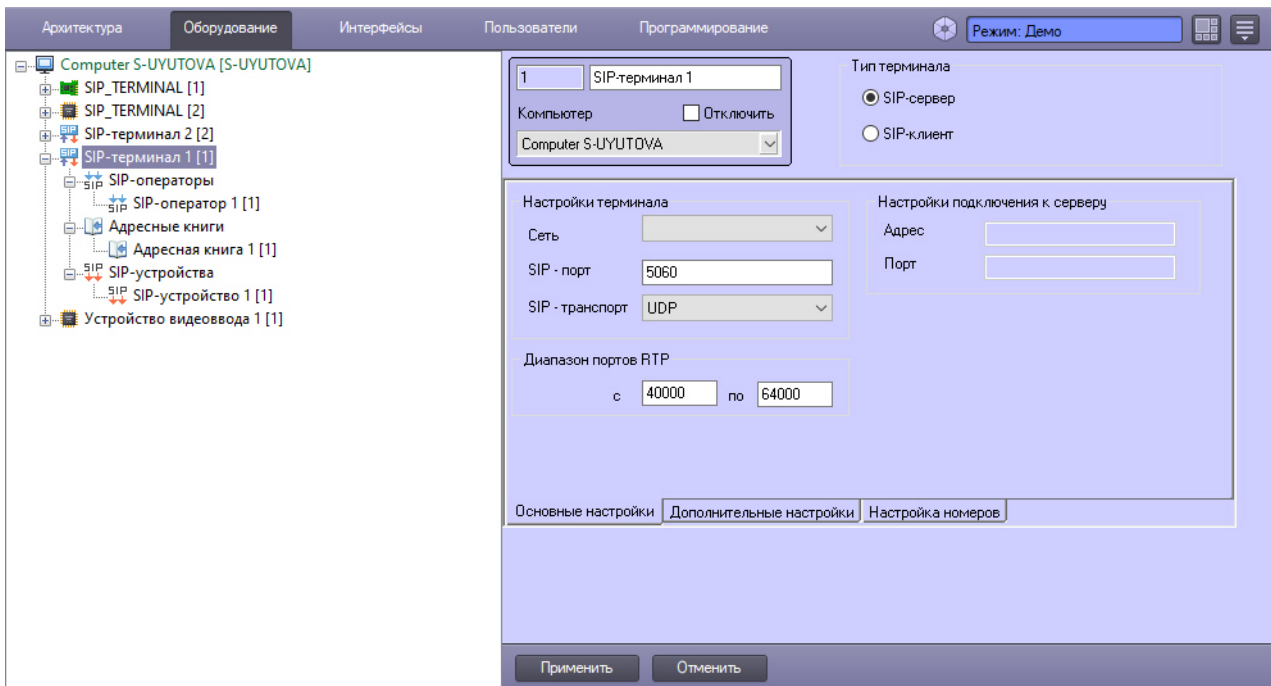 Архитектура Оборудование Интерфейсы Пользователи Программирование Режим: Демо
Computer S-UYUTOVA [S-UYUTOVA]
SIP_TERMINAL [1]
SIP_TERMINAL [2]
SIP-терминал 2 [2]
SIP-терминал 1 [1]
SIP-операторы
SIP-оператор 1 [1]
Адресные книги
Адресная книга 1 [1]
SIP-устройства
SIP-устройство 1 [1]
Устройство видеоввода 1 [1]
1 SIP-терминал 1
Компьютер Отключить
Computer S-UYUTOVA
Тип терминала
SIP-сервер
SIP-клиент
Настройки терминала
Сеть
SIP - порт 5060
SIP - транспорт UDP
Диапазон портов RTP
с 40000 по 64000
Настройки подключения к серверу
Адрес
Порт
Основные настройки Дополнительные настройки Настройка номеров
Применить Отменить